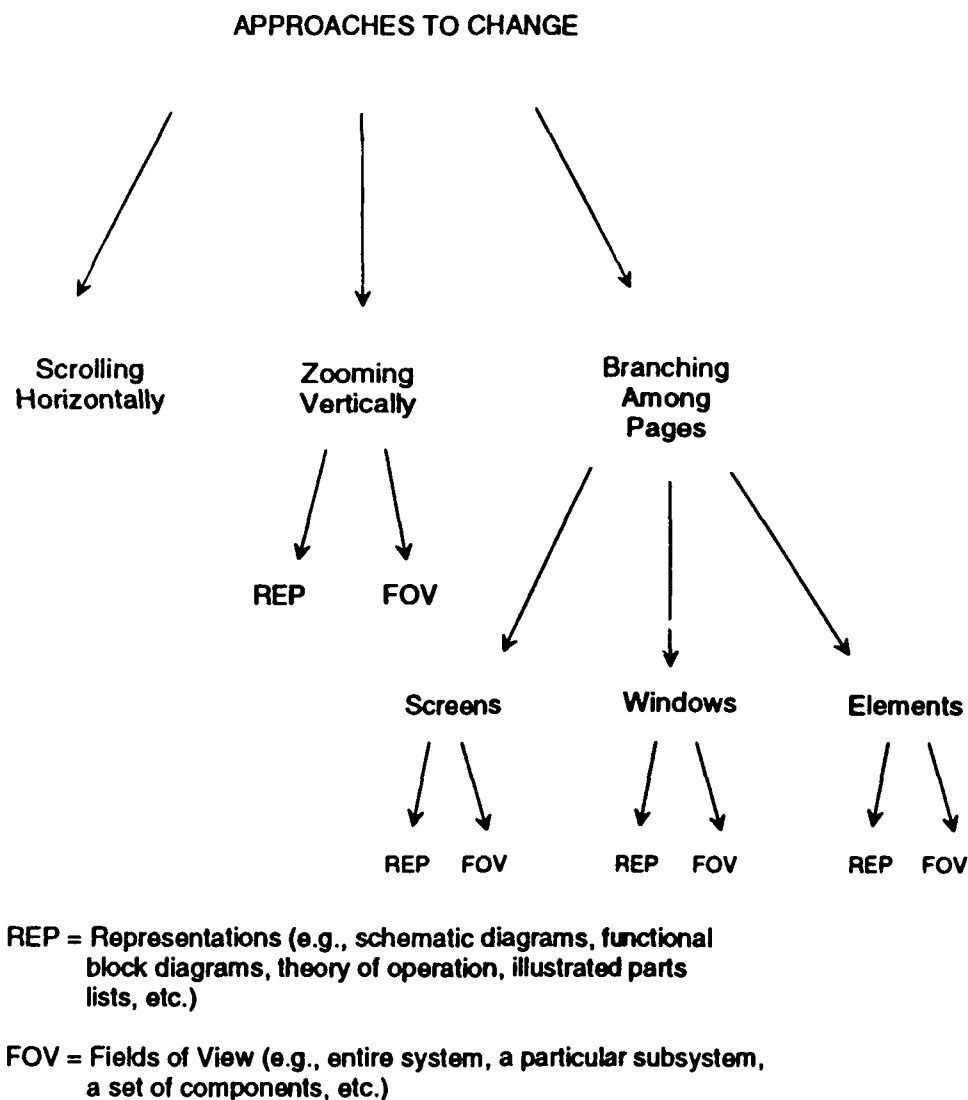 APPROACHES TO CHANGE
Scrolling
Horizontally
Zooming
Vertically
Branching
Among
Pages
REP FOV
Screens
Windows
Elements
REP FOV
REP FOV
REP FOV
REP = Representations (e.g., schematic diagrams, functional
block diagrams, theory of operation, illustrated parts
lists, etc.)
FOV = Fields of View (e.g., entire system, a particular subsystem,
a set of components, etc.)